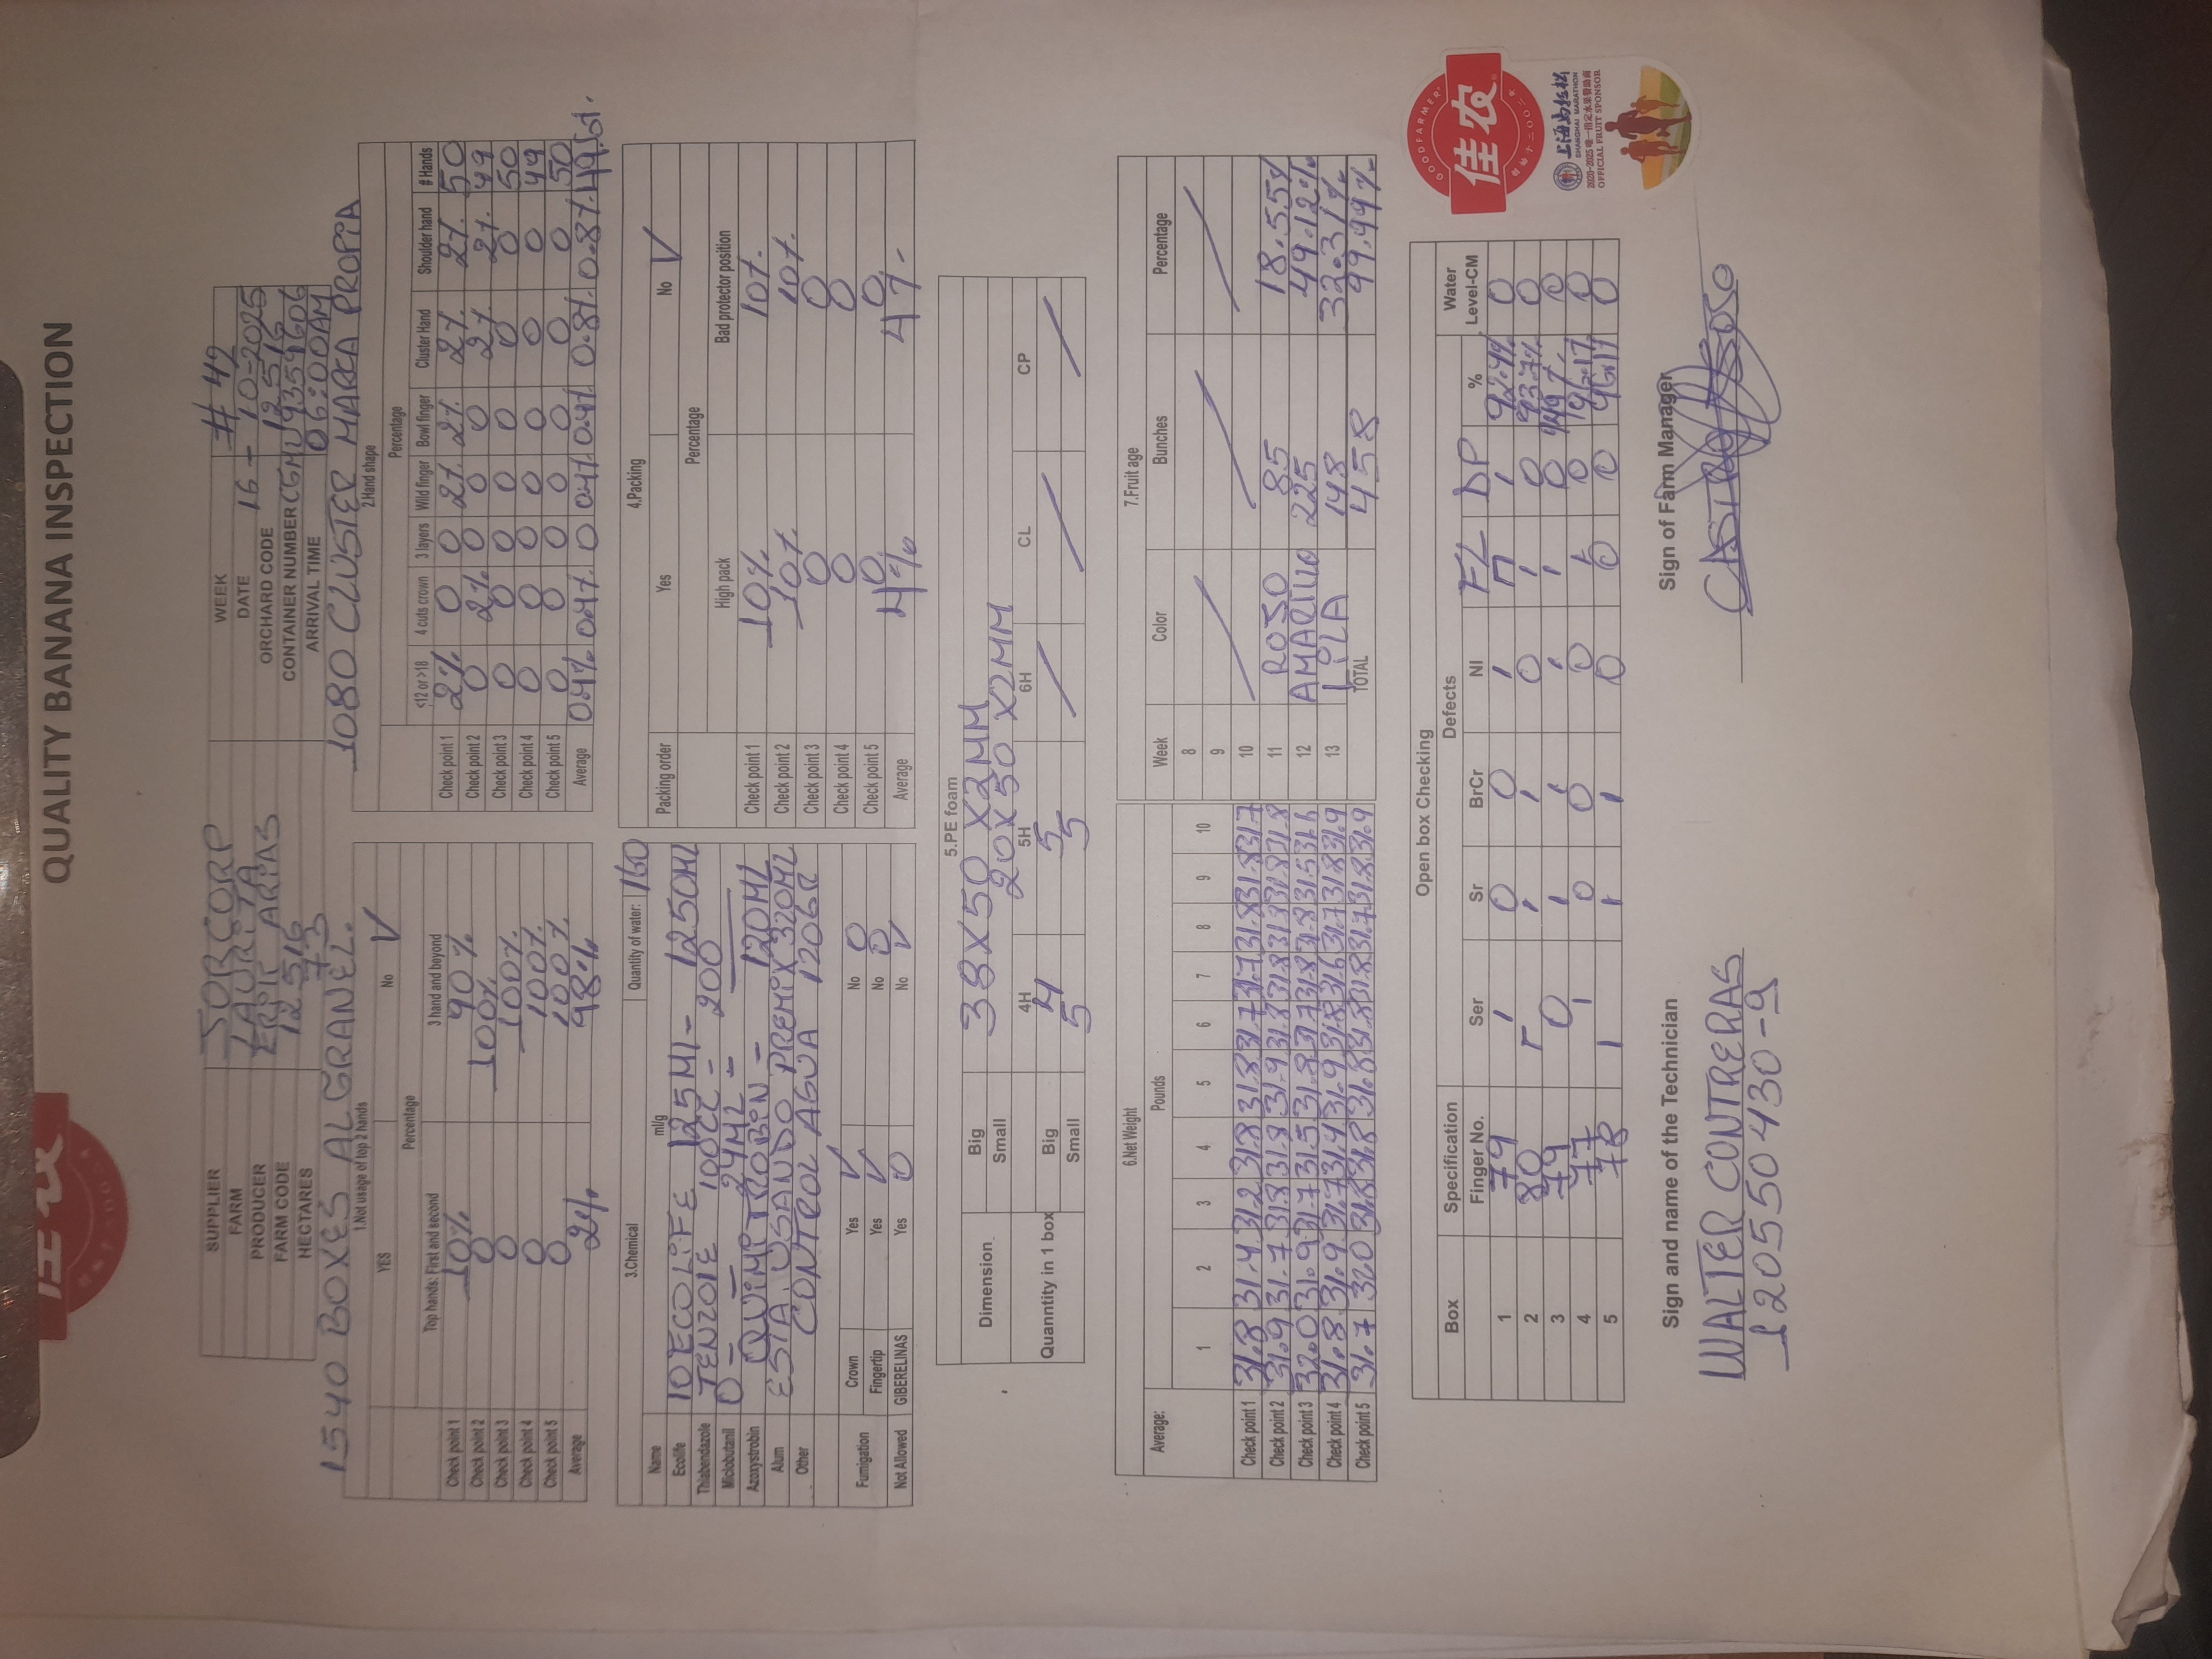 佳农
创始于二〇〇二年
QUALITY BANANA INSPECTION
SUPPLIER JORCORP WEEK # 42
FARM LAURITA DATE 16-10-2025
PRODUCER ARIAS ORCHARD CODE 12516
FARM CODE 12516 CONTAINER NUMBER CGMU9359606
HECTARES 73 ARRIVAL TIME 06:00AM
1540 BOXES AL GRANEL. 1080 CLUSTER MARCA PROPIA
1.Not usage of top 2 hands
YES No ✓
Percentage
Top hands: First and second 3 hand and beyond
Check point 1 10% 90%
Check point 2 0 100%
Check point 3 0 100%
Check point 4 0 100%
Check point 5 0 100%
Average 2% 98%
2.Hand shape
Percentage
<12 or >18 4 cuts crown 3 layers Wild finger Bowl finger Cluster Hand Shoulder hand # Hands
Check point 1 2% 0 0 2% 2% 2% 2% 50
Check point 2 0 2% 0 0 0 2% 2% 49
Check point 3 0 0 0 0 0 0 0 50
Check point 4 0 0 0 0 0 0 0 49
Check point 5 0 0 0 0 0 0 0 50
Average 0.4% 0.4% 0 0.4% 0.4% 0.8% 0.8% 49.6%
3.Chemical Quantity of water: 160
Name ml/g
Ecolife 10 ECOLIFE 125Ml- 1250ML
Thiabendazole 100CC - 200
Miclobutanil 0 - - 24ML -
Azoxystrobin QUIMITROBIN - 120ML
Alum ESTA USANDO PREMIX 320ML
Other CONTROL AGUA 120GR
Fumigation Crown Yes ✓ No 0
Fingertip Yes ✓ No 0
Not Allowed GIBERELINAS Yes 0 No ✓
4.Packing
Packing order Yes No ✓
Percentage
High pack Bad protector position
Check point 1 10% 10%
Check point 2 10% 10%
Check point 3 0 0
Check point 4 0 0
Check point 5 0 0
Average 4% 4%
5.PE foam
Dimension Big 38X50 X2MM
Small 20X50 X2MM
4H 5H 6H CL CP
Quanntity in 1 box Big 4 5
Small 5 5
6.Net Weight
Average: Pounds
1 2 3 4 5 6 7 8 9 10
Check point 1 31.8 31.4 31.2 31.8 31.8 31.7 31.7 31.8 31.8 31.7
Check point 2 31.9 31.7 31.8 31.8 31.9 31.8 31.8 31.8 31.8 31.8
Check point 3 32.0 31.9 31.7 31.5 31.8 31.7 31.8 31.8 31.5 31.6
Check point 4 31.8 31.9 31.7 31.4 31.9 31.8 31.6 31.7 31.8 31.9
Check point 5 31.7 320 31.8 31.8 31.8 31.8 31.8 31.7 31.8 31.9
7.Fruit age
Week Color Bunches Percentage
8
9
10
11 ROJO 85 18.55%
12 AMARILLO 225 49.12%
13 LILA 148 32.31%
TOTAL 458 99.99%
Open box Checking
Box Specification Defects Water
Finger No. Ser Sr BrCr NI FL DP % Level-CM
1 79 1 0 0 1 1 92.4% 0
2 80 1 1 0 1 0 93.7% 0
3 79 0 1 1 1 1 0 0
4 77 1 0 0 0 1 0 96.1% 0
5 78 1 1 1 0 0 0 96.1% 0
GOODFARMER
佳农
创始于二〇〇二年
上海马拉松
SHANGHAI MARATHON
2020-2025 唯一指定水果赞助商
OFFICIAL FRUIT SPONSOR
Sign and name of the Technician Sign of Farm Manager
WALTER CONTRERAS CASTRO
120550430-9